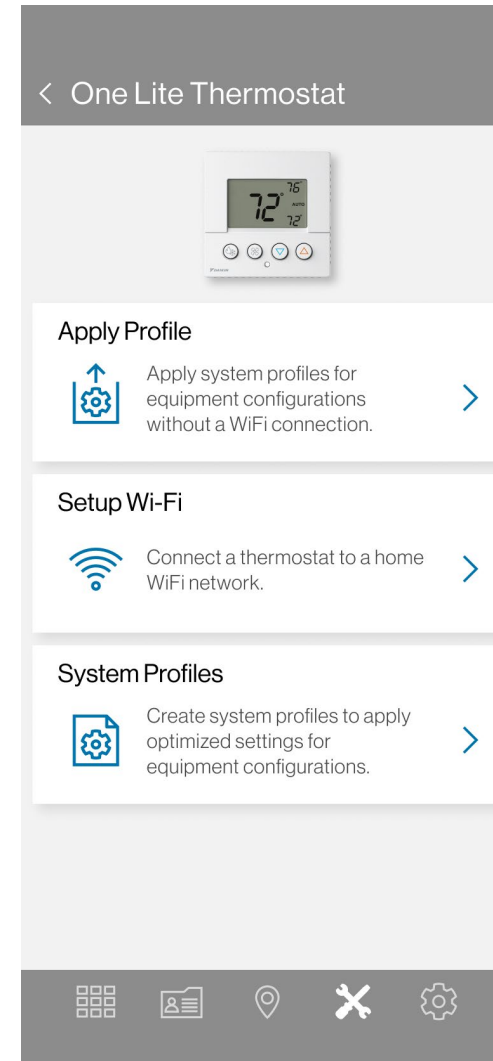 One Lite Thermostat
76°
72°
AUTO
72°
DAIKIN
Apply Profile
Apply system profiles for
equipment configurations
without a WiFi connection.
Setup Wi-Fi
Connect a thermostat to a home
WiFi network.
System Profiles
Create system profiles to apply
optimized settings for
equipment configurations.